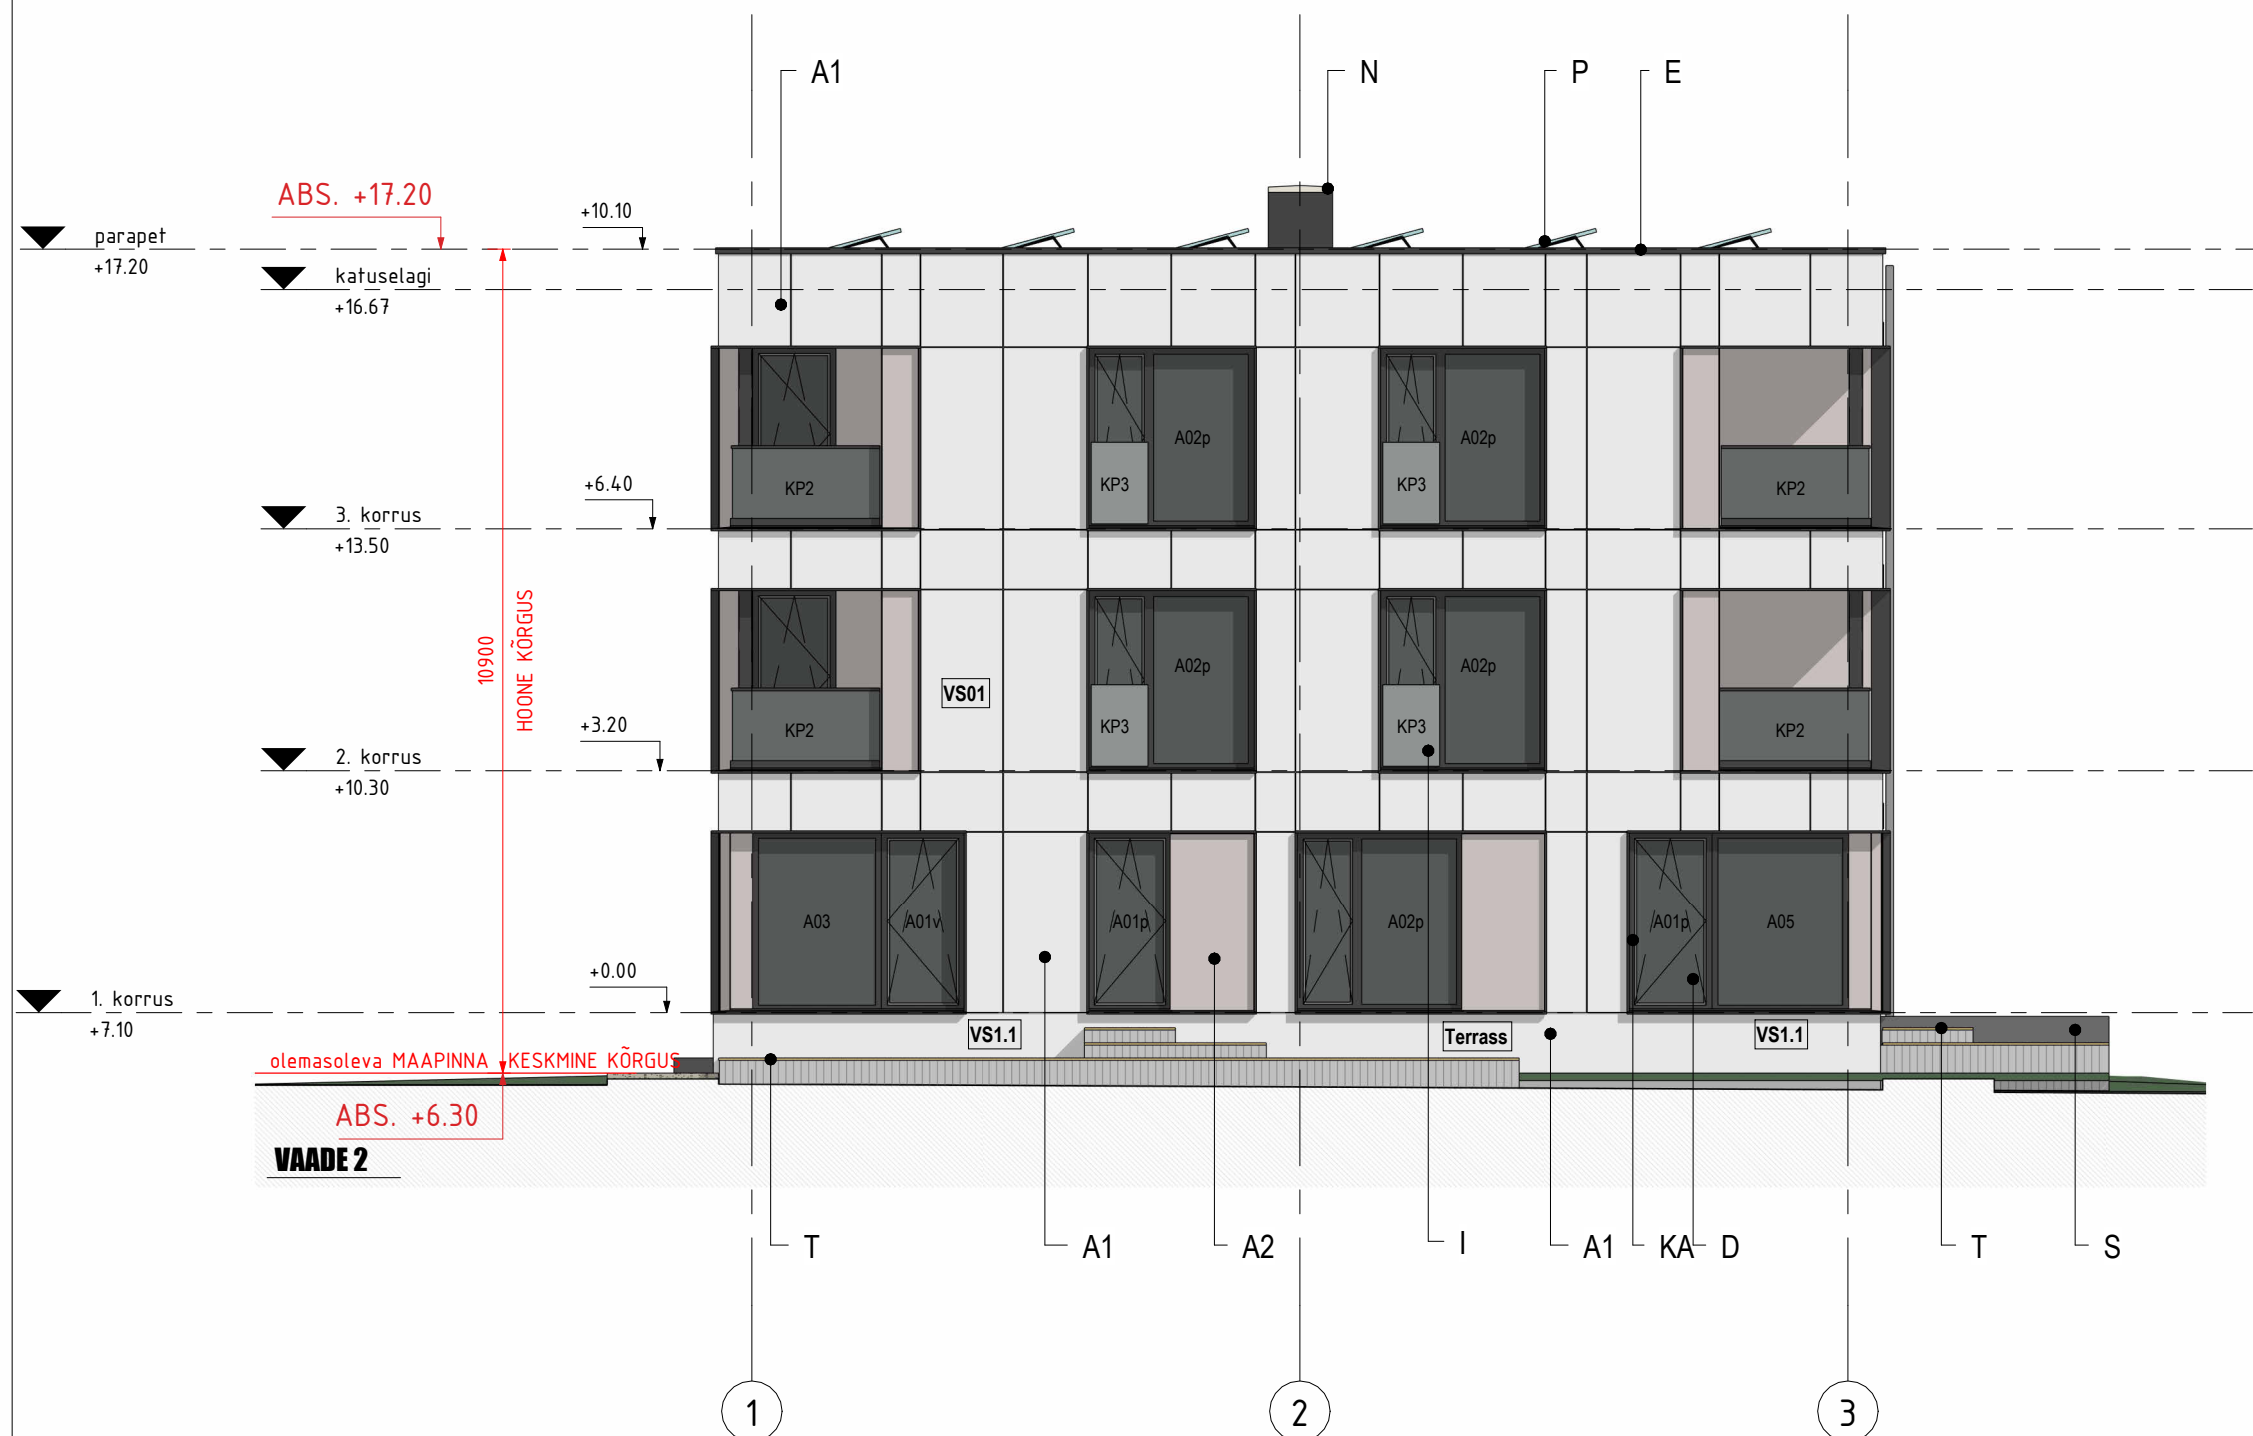 A1
N
P
E
ABS. +17.20
+10.10
parapet
+17.20
katuselagi
+16.67
A02p
A02p
KP2
KP3
KP3
KP2
+6.40
3. korrus
+13.50
10900
HOONE KÕRGUS
A02p
A02p
VS01
KP2
KP3
KP3
KP2
+3.20
2. korrus
+10.30
A03
A01v
A01p
A02p
A01p
A05
+0.00
1. korrus
+7.10
VS1.1
Terrass
VS1.1
olemasoleva MAAPINNA KESKMINE KÕRGUS
ABS. +6.30
VAADE 2
T
A1
A2
I
A1
KA
D
T
S
1
2
3